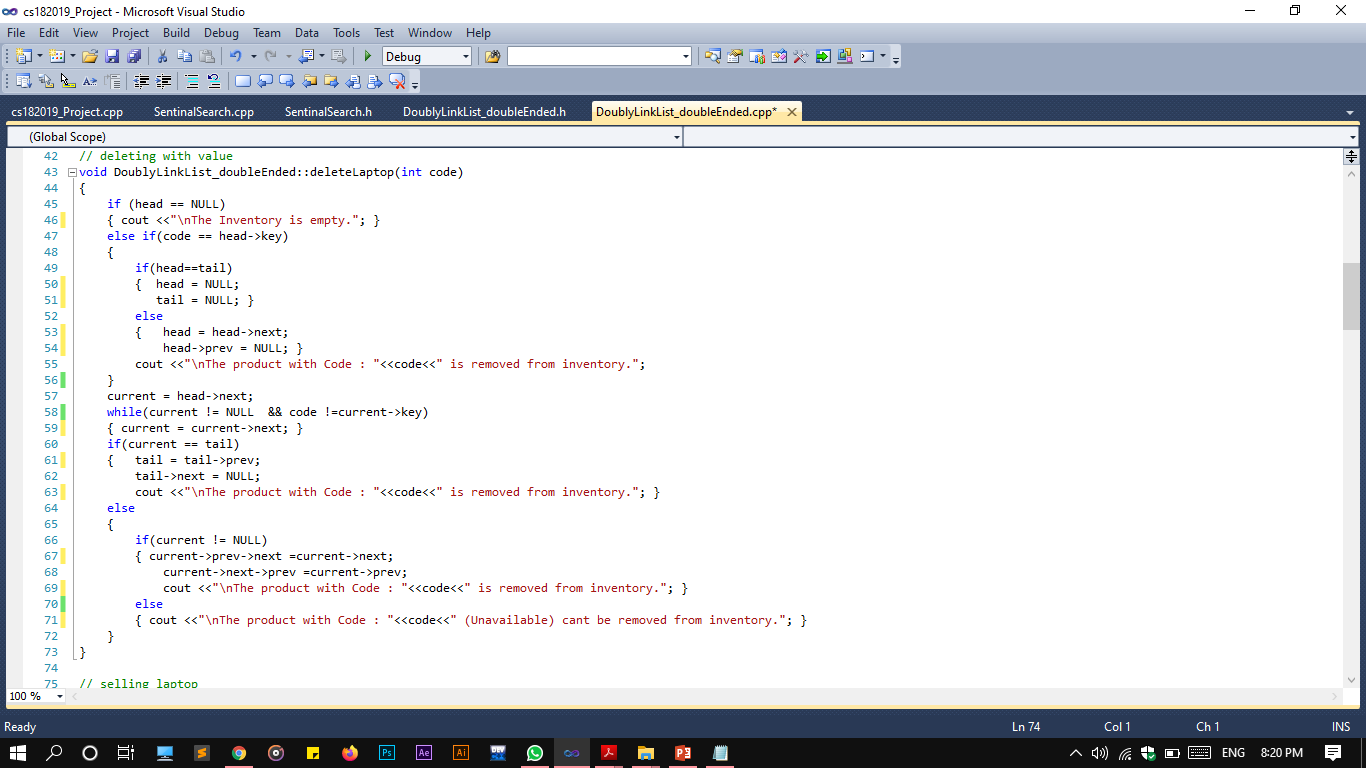 cs182019_Project - Microsoft Visual Studio
File Edit View Project Build Debug Team Data Tools Test Window Help
Debug
cs182019_Project.cpp SentinalSearch.cpp SentinalSearch.h DoublyLinkList_doubleEnded.h DoublyLinkList_doubleEnded.cpp*
(Global Scope)
42 // deleting with value
43 void DoublyLinkList_doubleEnded::deleteLaptop(int code)
44 {
45 if (head == NULL)
46 { cout <<"\nThe Inventory is empty."; }
47 else if(code == head->key)
48 {
49 if(head==tail)
50 { head = NULL;
51 tail = NULL; }
52 else
53 { head = head->next;
54 head->prev = NULL; }
55 cout <<"\nThe product with Code : "<<code<<" is removed from inventory.";
56 }
57 current = head->next;
58 while(current != NULL && code !=current->key)
59 { current = current->next; }
60 if(current == tail)
61 { tail = tail->prev;
62 tail->next = NULL;
63 cout <<"\nThe product with Code : "<<code<<" is removed from inventory."; }
64 else
65 {
66 if(current != NULL)
67 { current->prev->next =current->next;
68 current->next->prev =current->prev;
69 cout <<"\nThe product with Code : "<<code<<" is removed from inventory."; }
70 else
71 { cout <<"\nThe product with Code : "<<code<<" (Unavailable) cant be removed from inventory."; }
72 }
73 }
74
75 // selling laptop
100 %
Ready Ln 74 Col 1 Ch 1 INS
Ps Ae Ai ENG 8:20 PM